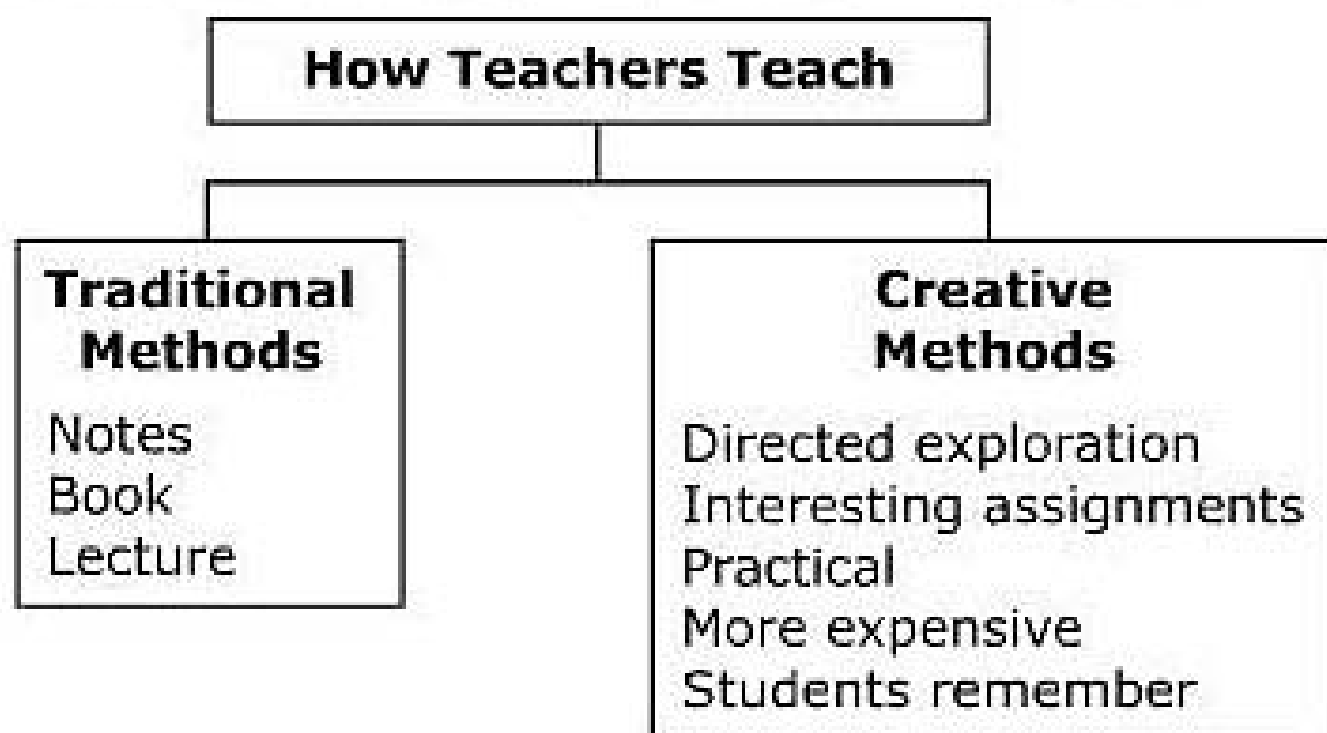 How Teachers Teach
Traditional
Methods
Notes
Book
Lecture
Creative
Methods
Directed exploration
Interesting assignments
Practical
More expensive
Students remember